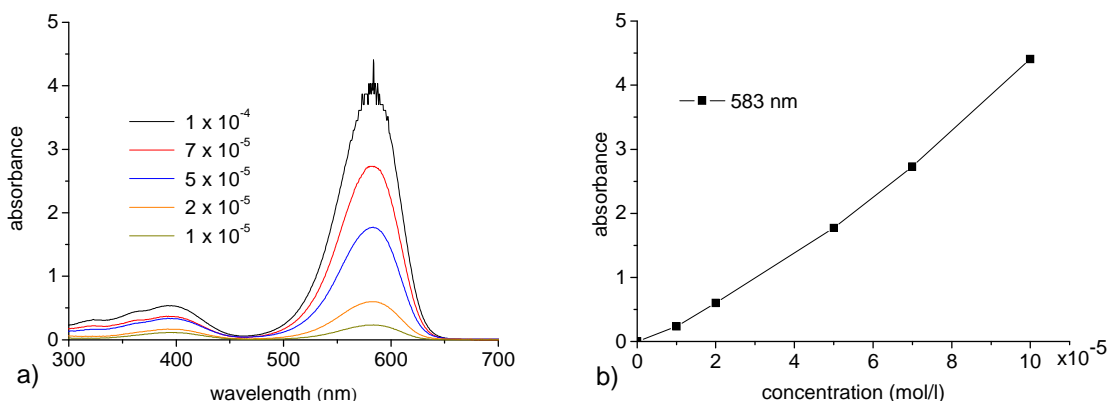 5
4
3
2
1
0
absorbance
1 x 10⁻⁴
7 x 10⁻⁵
5 x 10⁻⁵
2 x 10⁻⁵
1 x 10⁻⁵
300
400
500
600
700
wavelength (nm)
a)
5
4
3
2
1
0
absorbance
583 nm
0
2
4
6
8
10
x10⁻⁵
concentration (mol/l)
b)